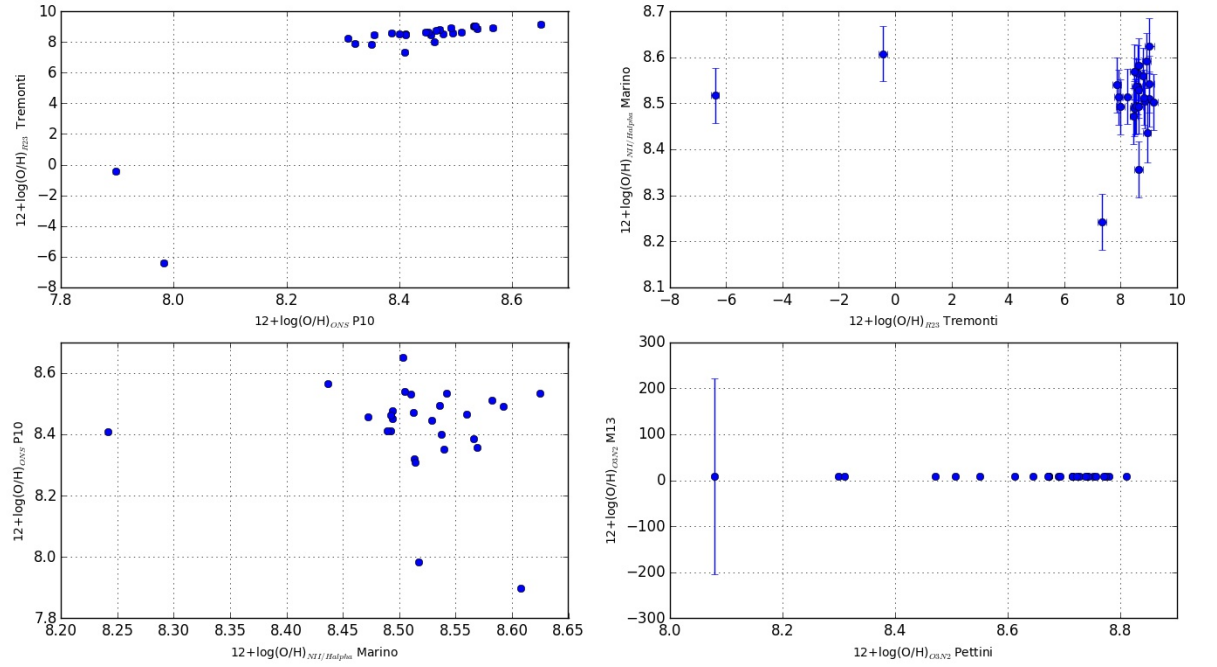 10
8
6
4
2
0
−2
−4
−6
−8
12+log(O/H)R23 Tremonti
7.8 8.0 8.2 8.4 8.6
12+log(O/H)ONS P10
8.7
8.6
8.5
8.4
8.3
8.2
8.1
12+log(O/H)NII/Halpha Marino
−8 −6 −4 −2 0 2 4 6 8 10
12+log(O/H)R23 Tremonti
8.6
8.4
8.2
8.0
7.8
12+log(O/H)ONS P10
8.20 8.25 8.30 8.35 8.40 8.45 8.50 8.55 8.60 8.65
12+log(O/H)NII/Halpha Marino
300
200
100
0
−100
−200
−300
12+log(O/H)O3N2 M13
8.0 8.2 8.4 8.6 8.8
12+log(O/H)O3N2 Pettini